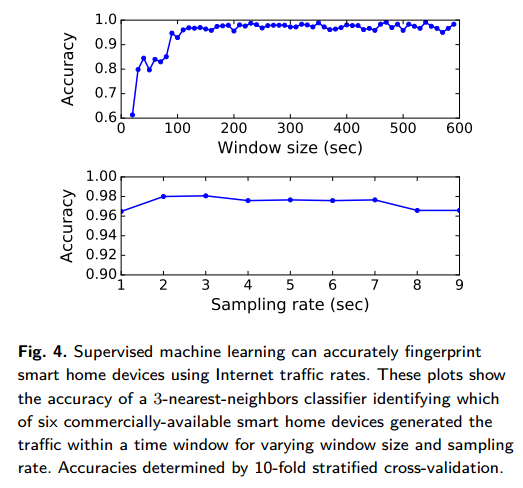 1.0
0.9
0.8
0.7
0.6
Accuracy
0 100 200 300 400 500 600
Window size (sec)
1.00
0.98
0.96
0.94
0.92
0.90
Accuracy
1 2 3 4 5 6 7 8 9
Sampling rate (sec)
Fig. 4. Supervised machine learning can accurately fingerprint
smart home devices using Internet traffic rates. These plots show
the accuracy of a 3-nearest-neighbors classifier identifying which
of six commercially-available smart home devices generated the
traffic within a time window for varying window size and sampling
rate. Accuracies determined by 10-fold stratified cross-validation.